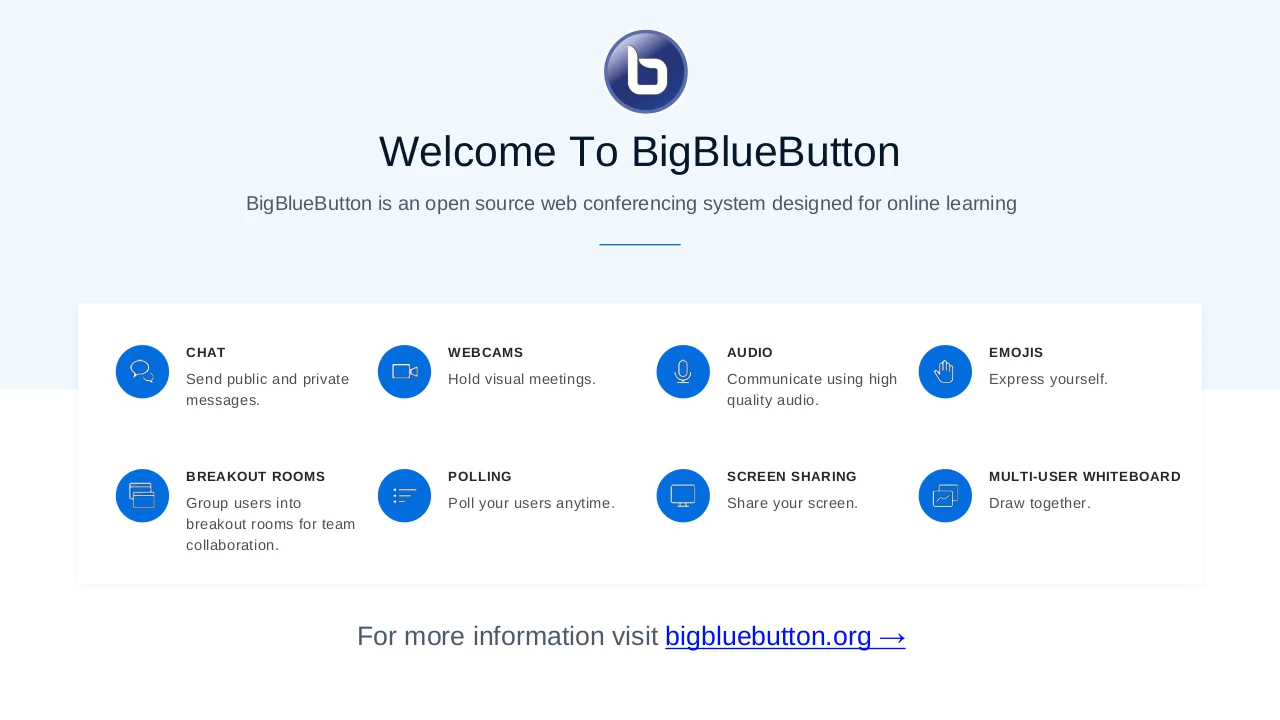 Welcome To BigBlueButton
BigBlueButton is an open source web conferencing system designed for online learning
CHAT
Send public and private
messages.
WEBCAMS
Hold visual meetings.
AUDIO
Communicate using high
quality audio.
EMOJIS
Express yourself.
BREAKOUT ROOMS
Group users into
breakout rooms for team
collaboration.
POLLING
Poll your users anytime.
SCREEN SHARING
Share your screen.
MULTI-USER WHITEBOARD
Draw together.
For more information visit bigbluebutton.org →